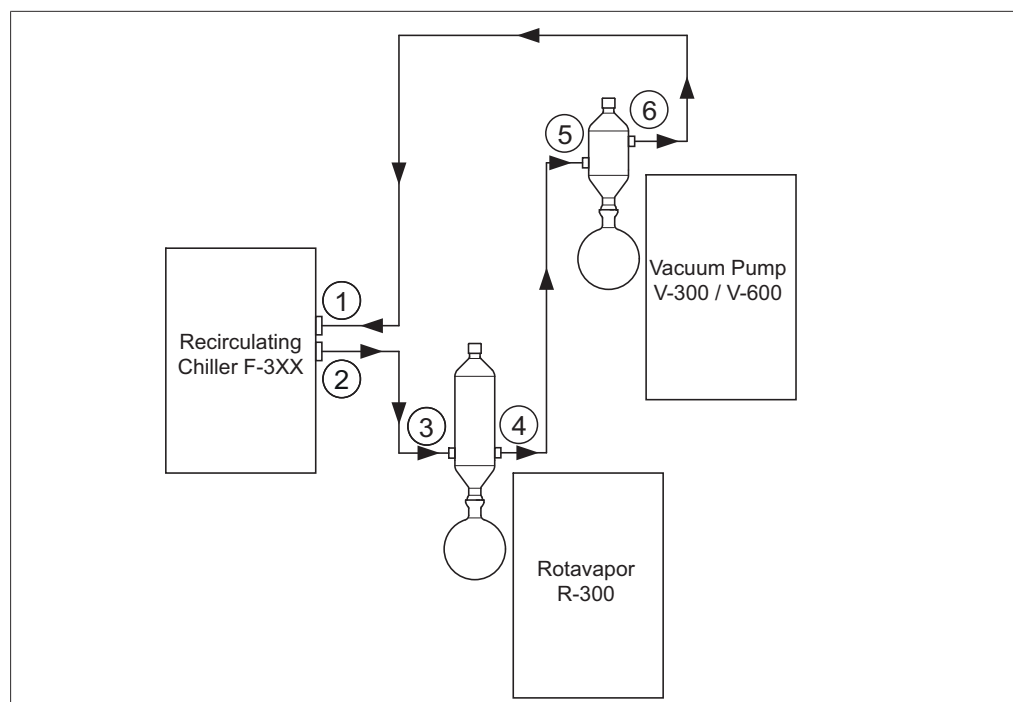 6
5
Vacuum Pump
V-300 / V-600
1
Recirculating
Chiller F-3XX
2
3
4
Rotavapor
R-300